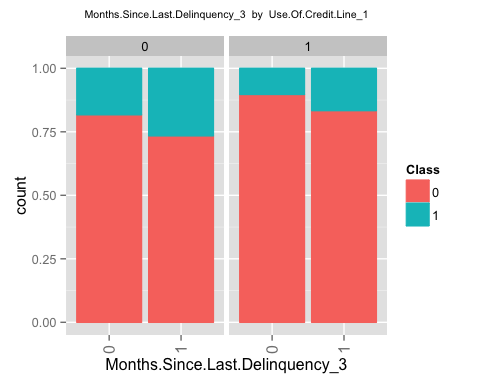 Months.Since.Last.Delinquency_3 by Use.Of.Credit.Line_1
0 1
1.00
0.75
0.50
0.25
0.00
count
0 1 0 1
Months.Since.Last.Delinquency_3
Class
0
1